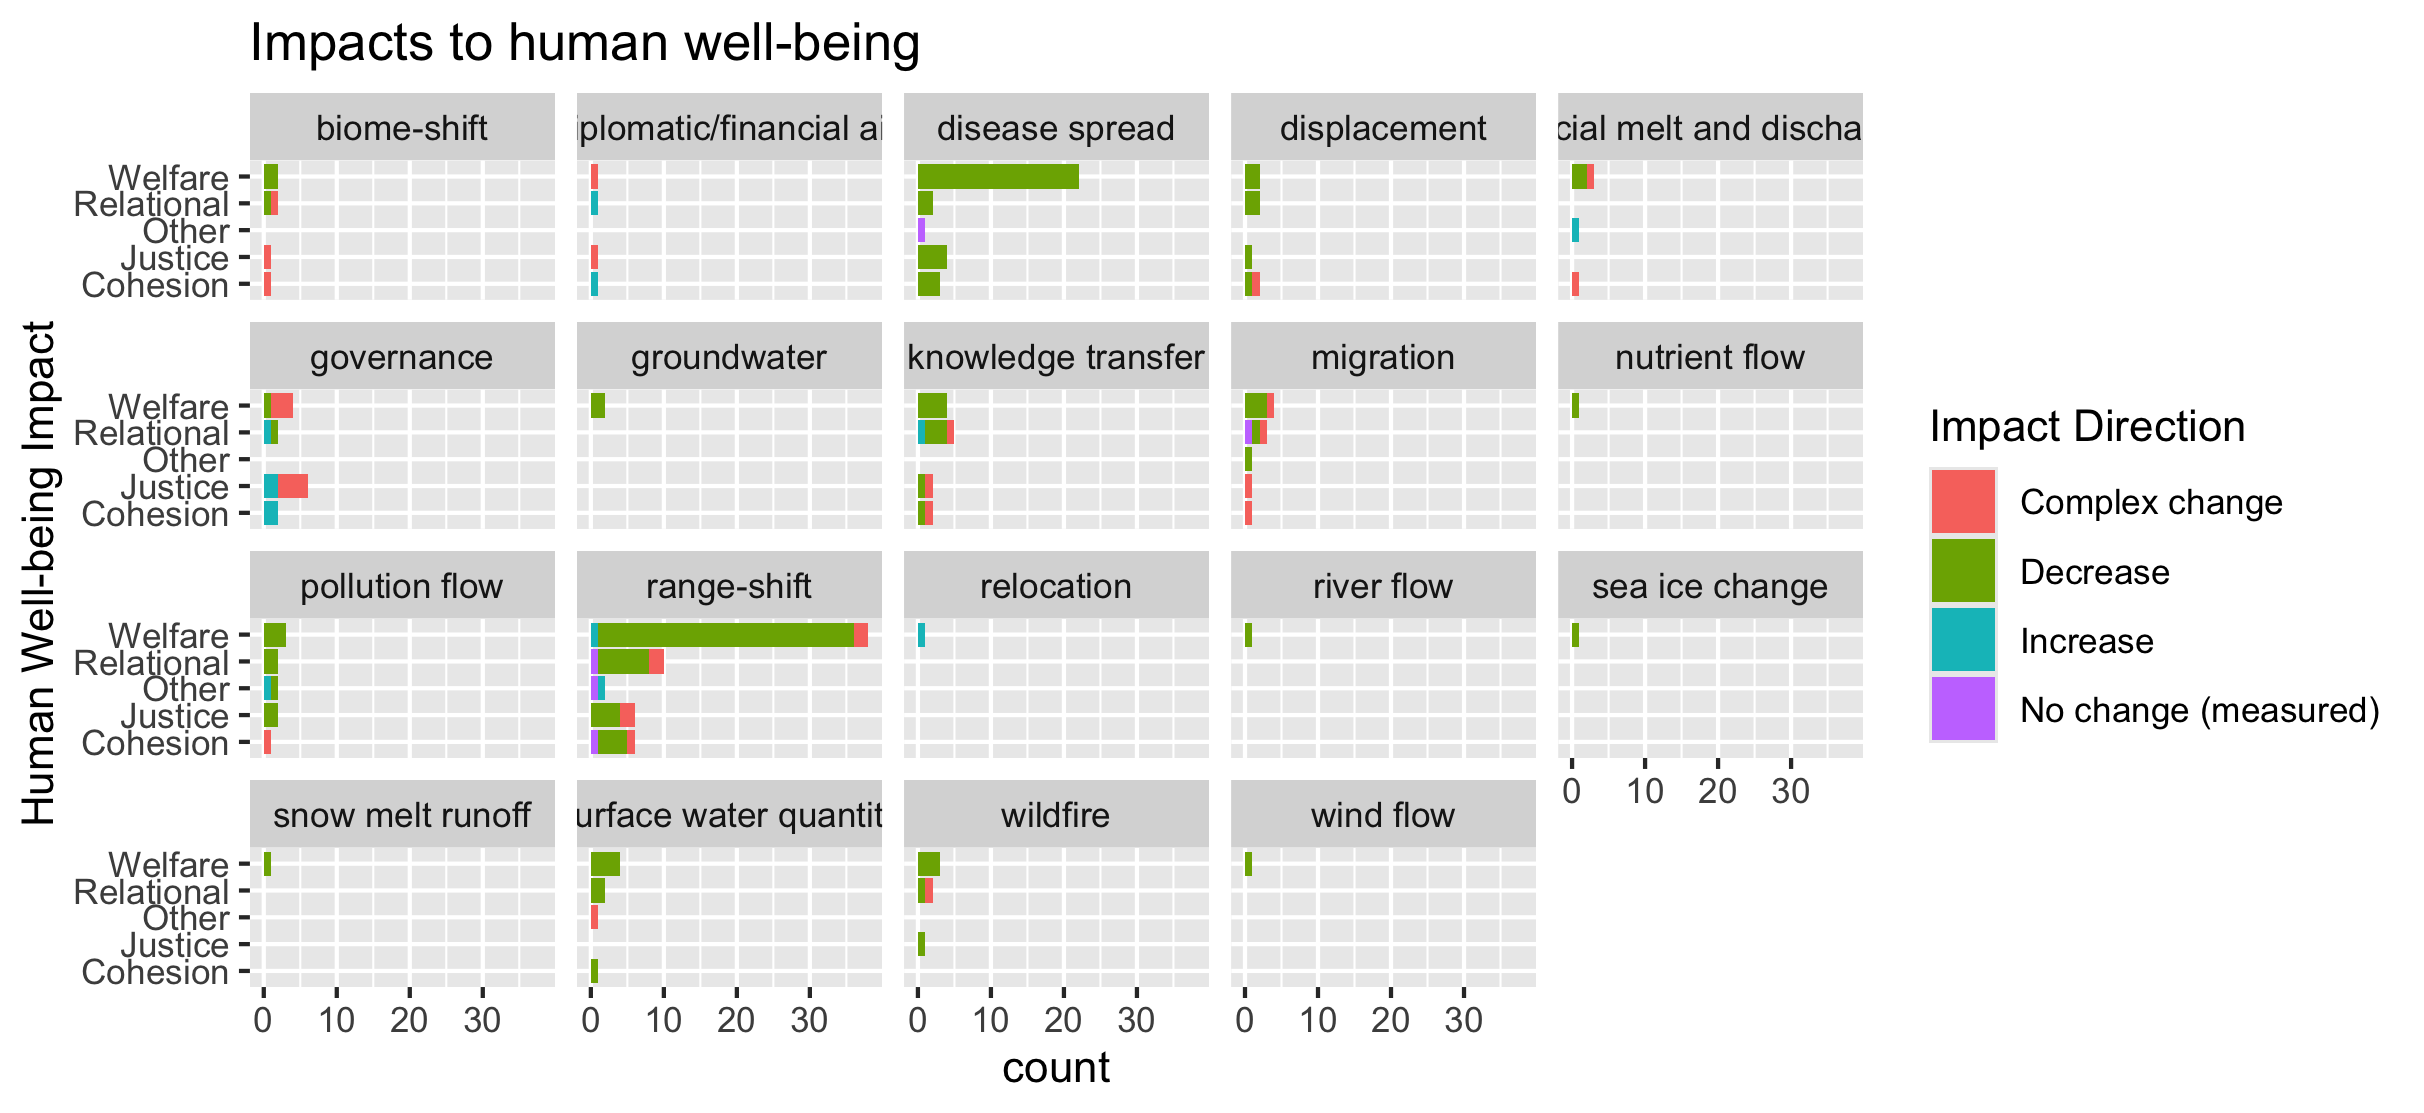 Impacts to human well-being
biome-shift
iplomatic/financial ai
disease spread
displacement
cial melt and discha
Welfare
Relational
Other
Justice
Cohesion
governance
groundwater
knowledge transfer
migration
nutrient flow
Welfare
Relational
Other
Justice
Cohesion
pollution flow
range-shift
relocation
river flow
sea ice change
Welfare
Relational
Other
Justice
Cohesion
0 10 20 30
snow melt runoff
urface water quantit
wildfire
wind flow
Welfare
Relational
Other
Justice
Cohesion
0 10 20 30
0 10 20 30
0 10 20 30
0 10 20 30
count
Human Well-being Impact
Impact Direction
Complex change
Decrease
Increase
No change (measured)